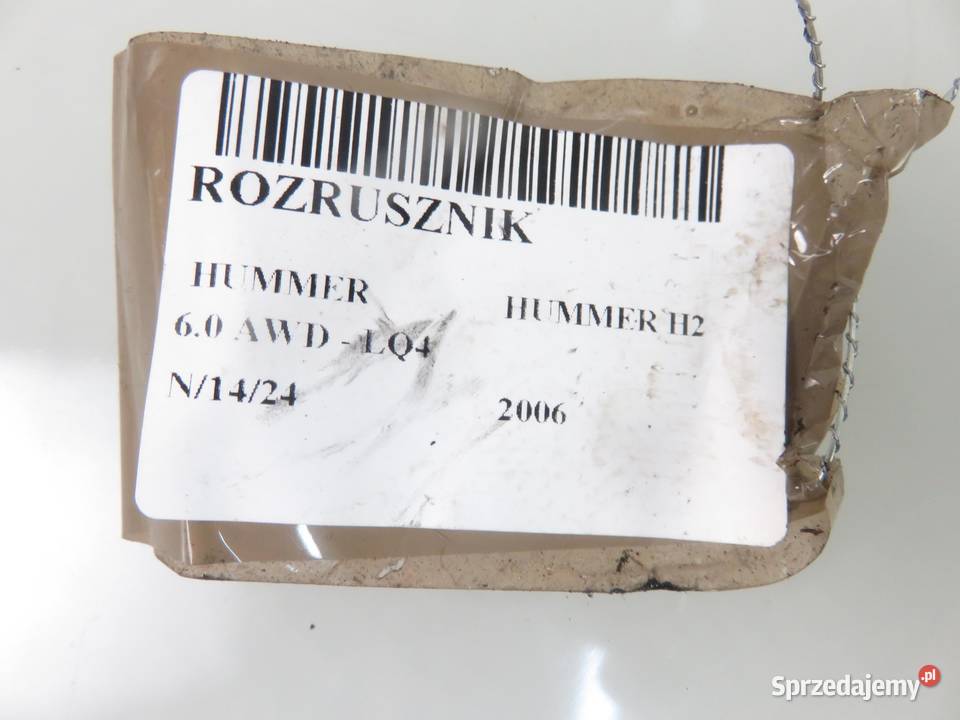 ROZRUSZNIK
HUMMER
HUMMER H2
6.0 AWD - LQ4
N/14/24
2006
Sprzedajemy.pl